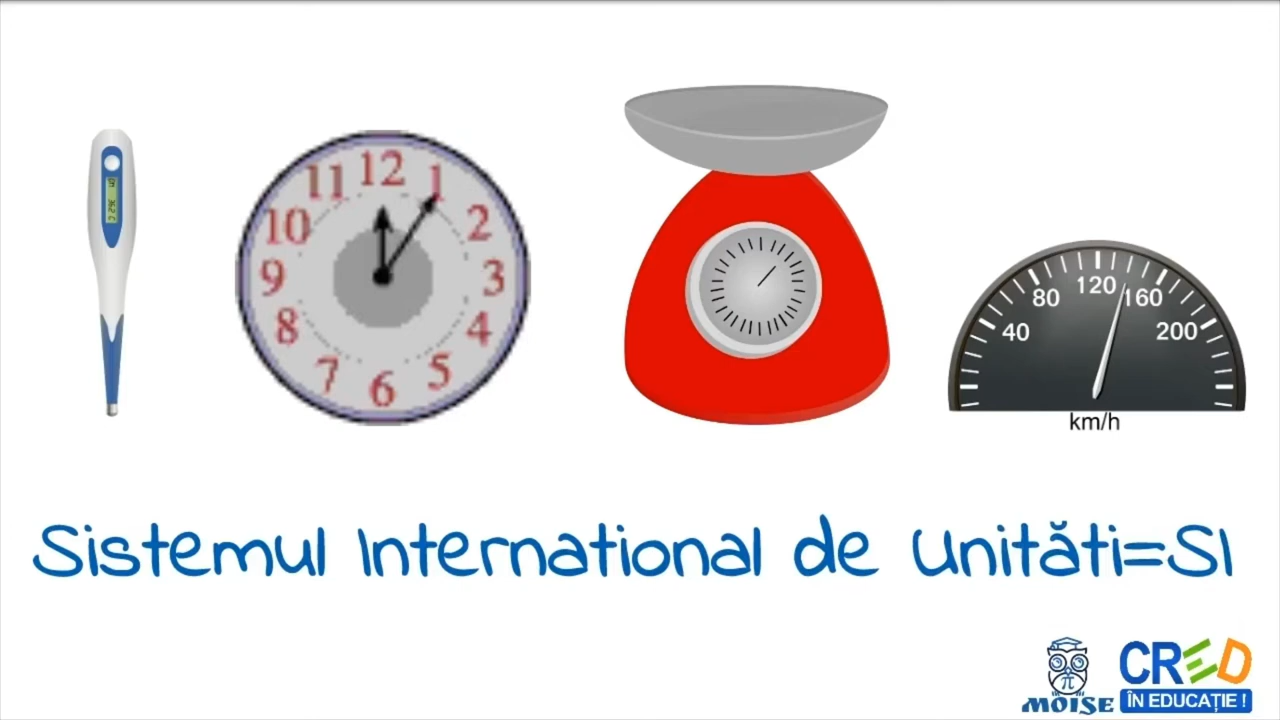 12
11
1
10
2
9
3
8
4
7
5
6
80 120 160
40 200
km/h
Sistemul International de Unităti=SI
MOISE
CRED
ÎN EDUCAȚIE !